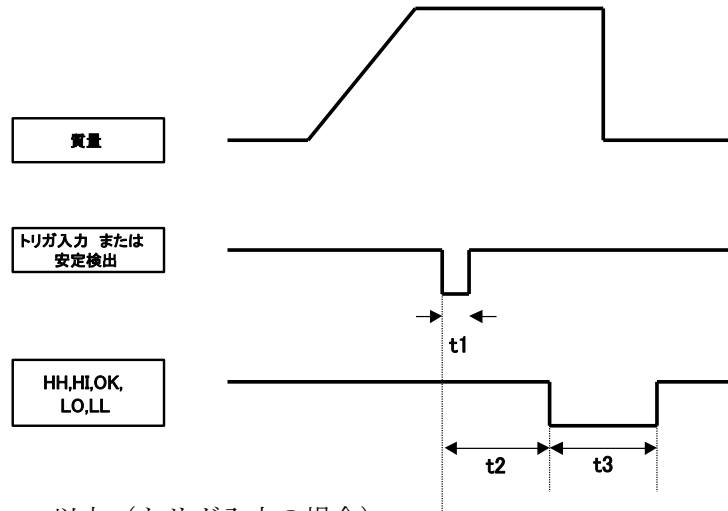 質量
トリガ入力 または
安定検出
t1
HH,HI,OK,
LO,LL
t2
t3